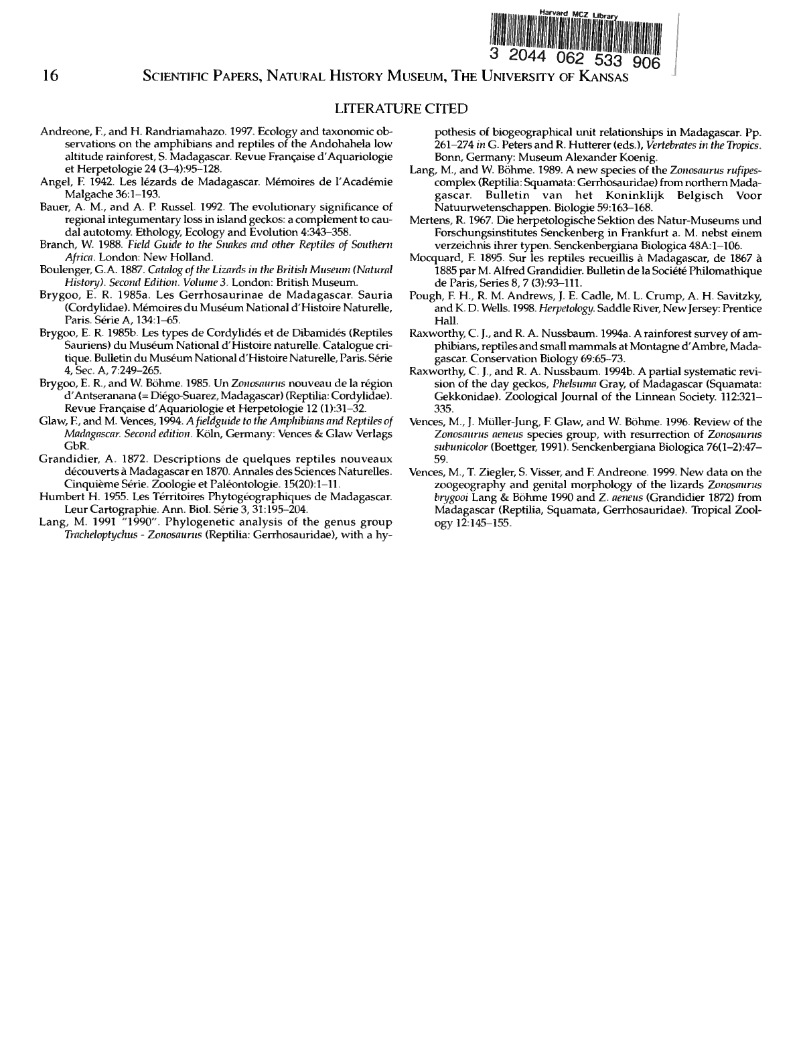 Harvard MCZ Library
3 2044 062 533 906
16
Scientific Papers, Natural History Museum, The University of Kansas
LITERATURE CITED
Andreone, F., and H. Randriamahazo. 1997. Ecology and taxonomic ob-
servations on the amphibians and reptiles of the Andohahela low
altitude rainforest, S. Madagascar. Revue Française d'Aquariologie
et Herpetologie 24 (3–4):95–128.
Angel, F. 1942. Les lézards de Madagascar. Mémoires de l'Académie
Malgache 36:1–193.
Bauer, A. M., and A. P. Russel. 1992. The evolutionary significance of
regional integumentary loss in island geckos: a complement to cau-
dal autotomy. Ethology, Ecology and Evolution 4:343–358.
Branch, W. 1988. Field Guide to the Snakes and other Reptiles of Southern
Africa. London: New Holland.
Boulenger, G.A. 1887. Catalog of the Lizards in the British Museum (Natural
History). Second Edition. Volume 3. London: British Museum.
Brygoo, E. R. 1985a. Les Gerrhosaurinae de Madagascar. Sauria
(Cordylidae). Mémoires du Muséum National d'Histoire Naturelle,
Paris. Série A, 134:1–65.
Brygoo, E. R. 1985b. Les types de Cordylidés et de Dibamidés (Reptiles
Sauriens) du Muséum National d'Histoire naturelle. Catalogue cri-
tique. Bulletin du Muséum National d'Histoire Naturelle, Paris. Série
4, Sec. A, 7:249–265.
Brygoo, E. R., and W. Böhme. 1985. Un Zonosaurus nouveau de la région
d'Antseranana (= Diégo-Suarez, Madagascar) (Reptilia: Cordylidae).
Revue Française d'Aquariologie et Herpetologie 12 (1):31–32.
Glaw, F., and M. Vences, 1994. A fieldguide to the Amphibians and Reptiles of
Madagascar. Second edition. Köln, Germany: Vences & Glaw Verlags
GbR.
Grandidier, A. 1872. Descriptions de quelques reptiles nouveaux
découverts à Madagascar en 1870. Annales des Sciences Naturelles.
Cinquième Série. Zoologie et Paléontologie. 15(20):1–11.
Humbert H. 1955. Les Térritoires Phytogéographiques de Madagascar.
Leur Cartographie. Ann. Biol. Série 3, 31:195–204.
Lang, M. 1991 "1990". Phylogenetic analysis of the genus group
Tracheloptychus - Zonosaurus (Reptilia: Gerrhosauridae), with a hy-
pothesis of biogeographical unit relationships in Madagascar. Pp.
261–274 in G. Peters and R. Hutterer (eds.), Vertebrates in the Tropics.
Bonn, Germany: Museum Alexander Koenig.
Lang, M., and W. Böhme. 1989. A new species of the Zonosaurus rufipes-
complex (Reptilia: Squamata: Gerrhosauridae) from northern Mada-
gascar. Bulletin van het Koninklijk Belgisch Voor
Natuurwetenschappen. Biologie 59:163–168.
Mertens, R. 1967. Die herpetologische Sektion des Natur-Museums und
Forschungsinstitutes Senckenberg in Frankfurt a. M. nebst einem
verzeichnis ihrer typen. Senckenbergiana Biologica 48A:1–106.
Mocquard, F. 1895. Sur les reptiles recueillis à Madagascar, de 1867 à
1885 par M. Alfred Grandidier. Bulletin de la Société Philomathique
de Paris, Series 8, 7 (3):93–111.
Pough, F. H., R. M. Andrews, J. E. Cadle, M. L. Crump, A. H. Savitzky,
and K. D. Wells. 1998. Herpetology. Saddle River, New Jersey: Prentice
Hall.
Raxworthy, C. J., and R. A. Nussbaum. 1994a. A rainforest survey of am-
phibians, reptiles and small mammals at Montagne d'Ambre, Mada-
gascar. Conservation Biology 69:65–73.
Raxworthy, C. J., and R. A. Nussbaum. 1994b. A partial systematic revi-
sion of the day geckos, Phelsuma Gray, of Madagascar (Squamata:
Gekkonidae). Zoological Journal of the Linnean Society. 112:321–
335.
Vences, M., J. Müller-Jung, F. Glaw, and W. Böhme. 1996. Review of the
Zonosaurus aeneus species group, with resurrection of Zonosaurus
subunicolor (Boettger, 1991). Senckenbergiana Biologica 76(1–2):47–
59.
Vences, M., T. Ziegler, S. Visser, and F. Andreone. 1999. New data on the
zoogeography and genital morphology of the lizards Zonosaurus
brygooi Lang & Böhme 1990 and Z. aeneus (Grandidier 1872) from
Madagascar (Reptilia, Squamata, Gerrhosauridae). Tropical Zool-
ogy 12:145–155.